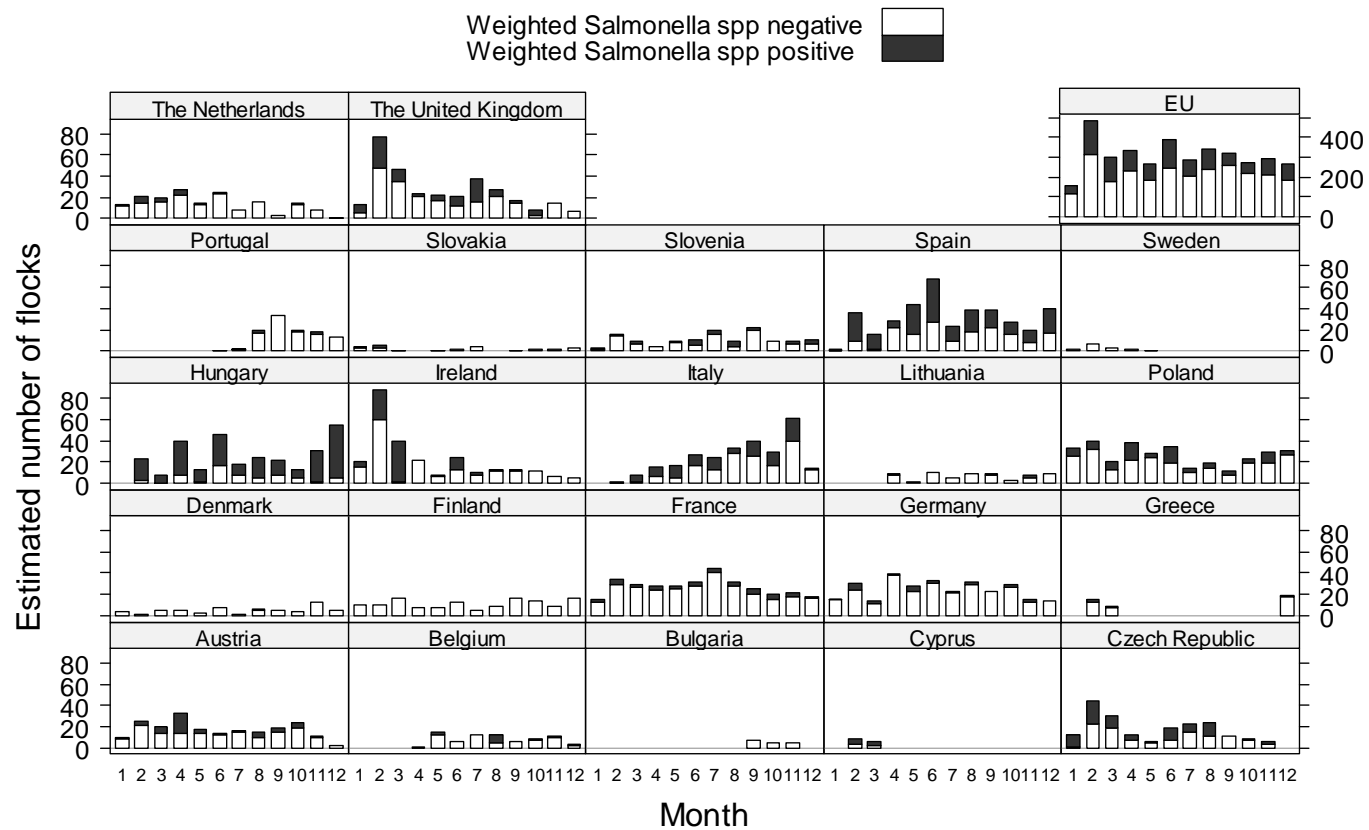 Weighted Salmonella spp negative
Weighted Salmonella spp positive
The Netherlands The United Kingdom EU
80
60
40
20
0
400
200
0
Portugal Slovakia Slovenia Spain Sweden
80
60
40
20
0
Hungary Ireland Italy Lithuania Poland
80
60
40
20
0
Denmark Finland France Germany Greece
80
60
40
20
0
Austria Belgium Bulgaria Cyprus Czech Republic
80
60
40
20
0
1 2 3 4 5 6 7 8 9 10 11 12 1 2 3 4 5 6 7 8 9 10 11 12 1 2 3 4 5 6 7 8 9 10 11 12 1 2 3 4 5 6 7 8 9 10 11 12 1 2 3 4 5 6 7 8 9 10 11 12
Month
Estimated number of flocks